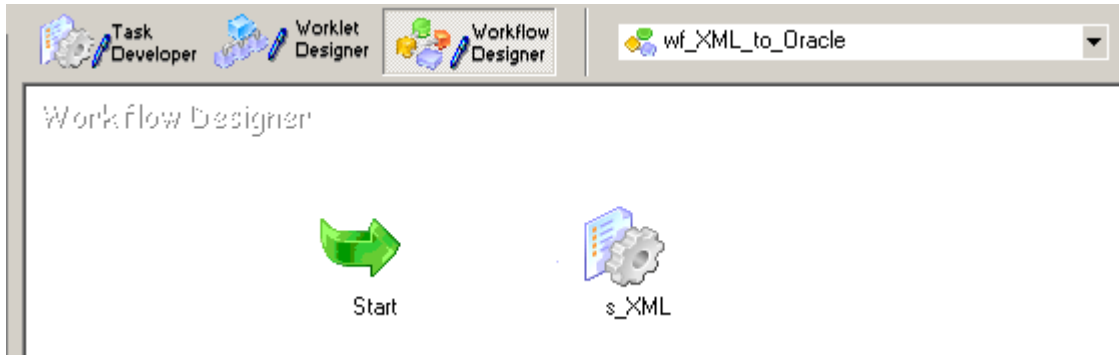 Task
Developer
Worklet
Designer
Workflow
Designer
wf_XML_to_Oracle
Workflow Designer
Start
s_XML